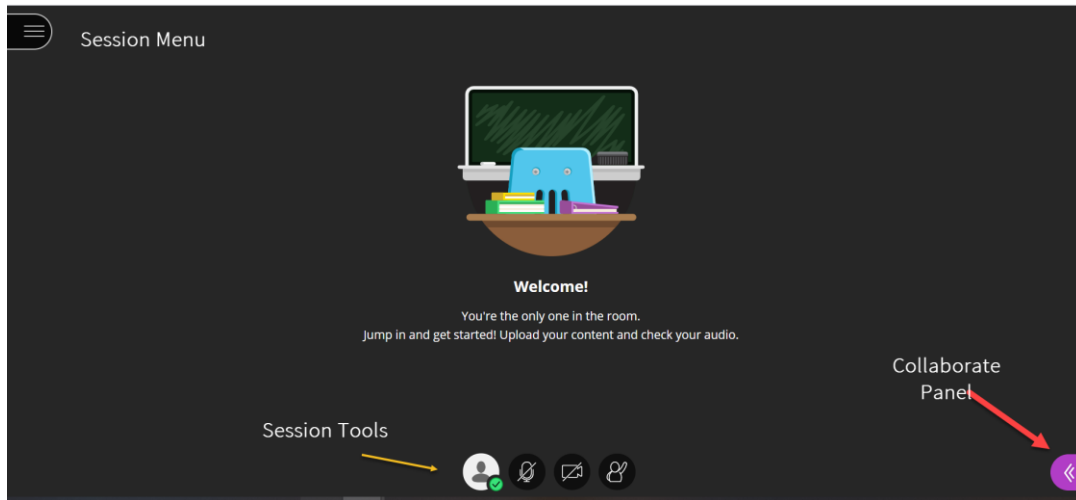 Session Menu
Welcome!
You're the only one in the room.
Jump in and get started! Upload your content and check your audio.
Collaborate
Panel
Session Tools